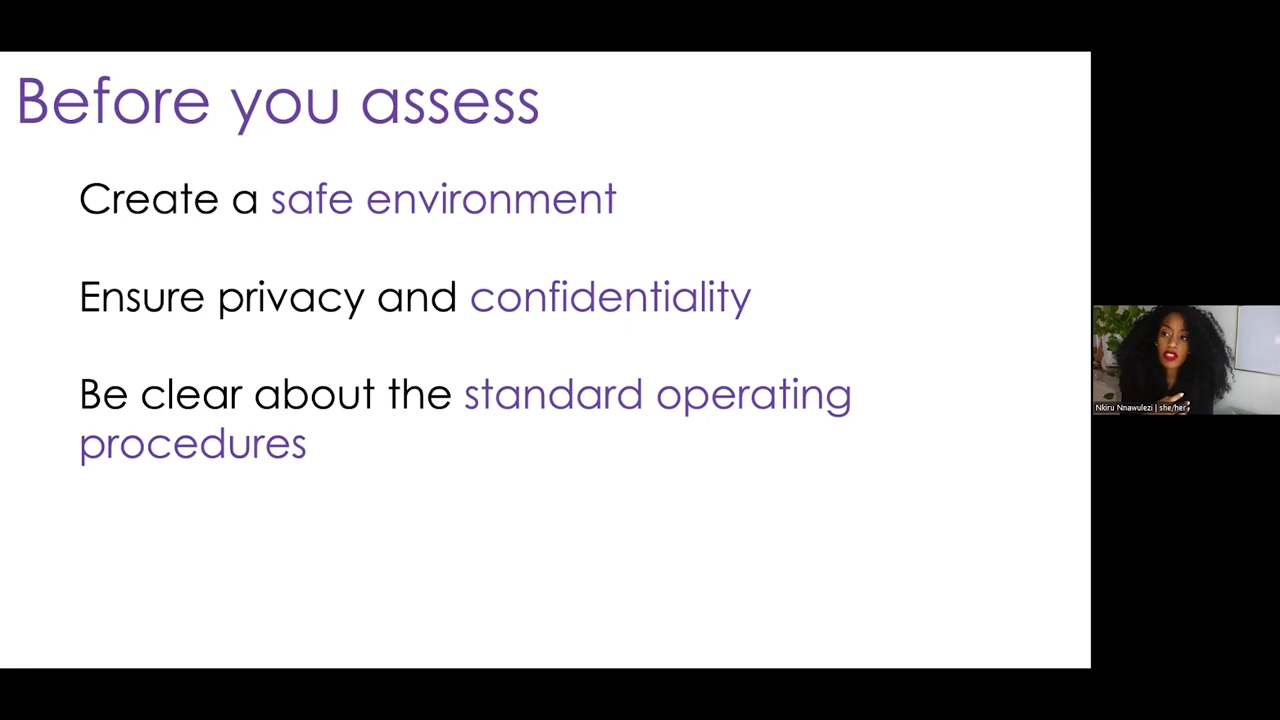 Before you assess
Create a safe environment
Ensure privacy and confidentiality
Be clear about the standard operating
procedures
Nkiru Nnawulezi | she/her